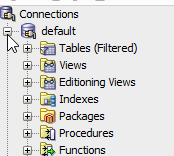 Connections
default
Tables (Filtered)
Views
Editioning Views
Indexes
Packages
Procedures
Functions